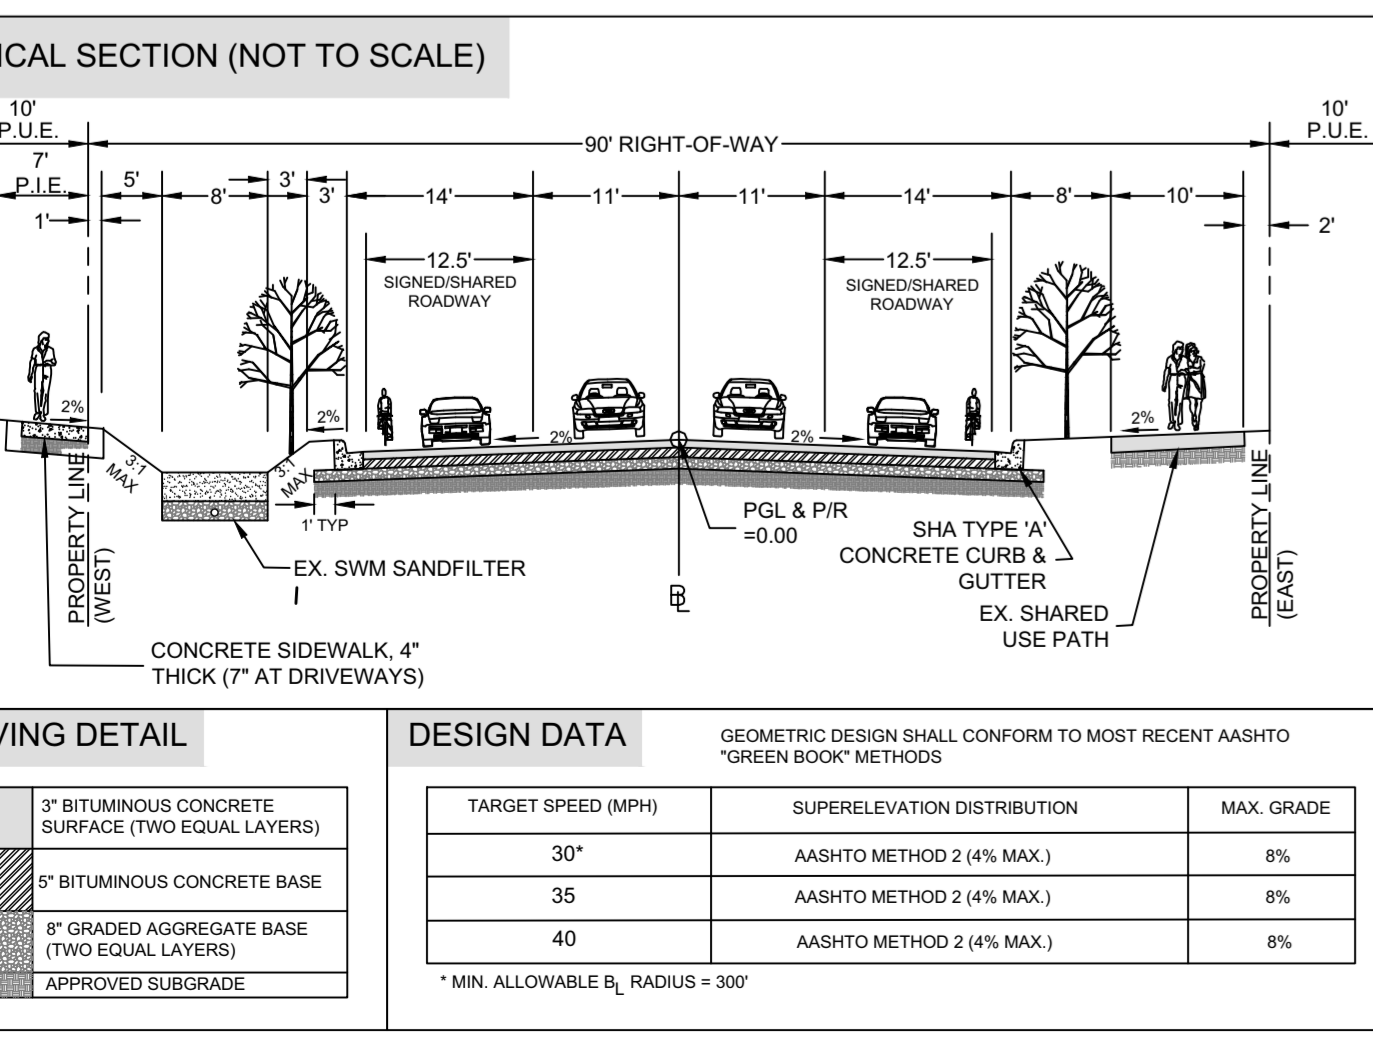 ICAL SECTION (NOT TO SCALE)
10'
P.U.E.
90' RIGHT-OF-WAY
10'
P.U.E.
7'
P.I.E.
5'
8'
3'
3'
14'
11'
11'
14'
8'
10'
1'
2'
12.5'
SIGNED/SHARED
ROADWAY
12.5'
SIGNED/SHARED
ROADWAY
2%
2%
2%
2%
2%
3:1
MAX
3:1
MAX
1' TYP
PROPERTY LINE
(WEST)
PGL & P/R
=0.00
SHA TYPE 'A'
CONCRETE CURB &
GUTTER
PROPERTY LINE
(EAST)
EX. SWM SANDFILTER
BL
EX. SHARED
USE PATH
CONCRETE SIDEWALK, 4"
THICK (7" AT DRIVEWAYS)
VING DETAIL
3" BITUMINOUS CONCRETE
SURFACE (TWO EQUAL LAYERS)
5" BITUMINOUS CONCRETE BASE
8" GRADED AGGREGATE BASE
(TWO EQUAL LAYERS)
APPROVED SUBGRADE
DESIGN DATA
GEOMETRIC DESIGN SHALL CONFORM TO MOST RECENT AASHTO
"GREEN BOOK" METHODS
TARGET SPEED (MPH) SUPERELEVATION DISTRIBUTION MAX. GRADE
30* AASHTO METHOD 2 (4% MAX.) 8%
35 AASHTO METHOD 2 (4% MAX.) 8%
40 AASHTO METHOD 2 (4% MAX.) 8%
* MIN. ALLOWABLE BL RADIUS = 300'